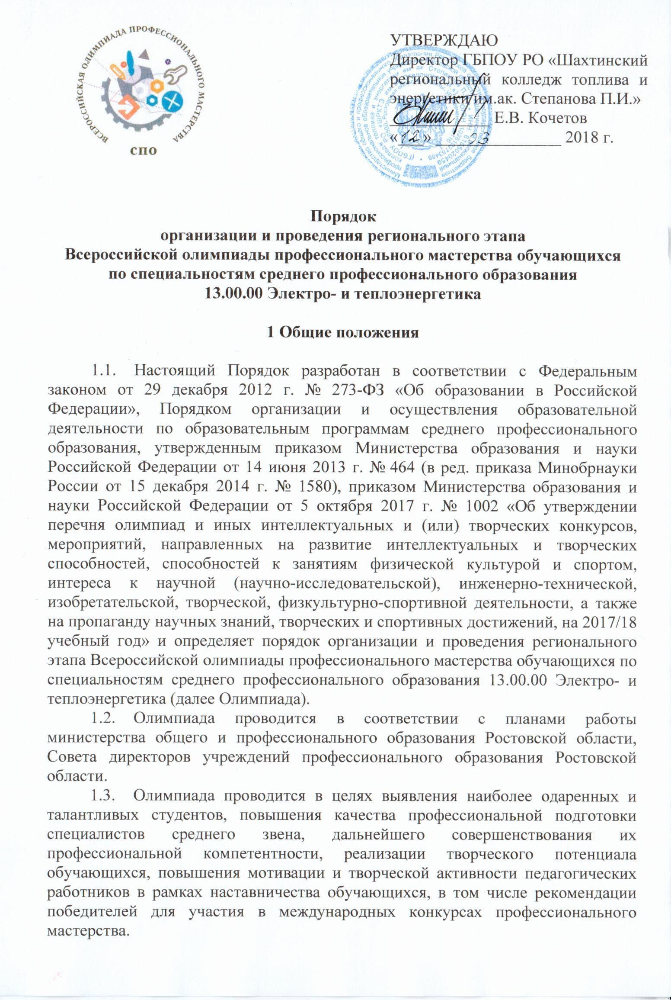 ВСЕРОССИЙСКАЯ ОЛИМПИАДА ПРОФЕССИОНАЛЬНОГО МАСТЕРСТВА
СПО
УТВЕРЖДАЮ
Директор ГБПОУ РО «Шахтинский
региональный колледж топлива и
энергетики им.ак. Степанова П.И.»
____________ Е.В. Кочетов
«12» 03 2018 г.
Порядок
организации и проведения регионального этапа
Всероссийской олимпиады профессионального мастерства обучающихся
по специальностям среднего профессионального образования
13.00.00 Электро- и теплоэнергетика
1 Общие положения
1.1. Настоящий Порядок разработан в соответствии с Федеральным
законом от 29 декабря 2012 г. № 273-ФЗ «Об образовании в Российской
Федерации», Порядком организации и осуществления образовательной
деятельности по образовательным программам среднего профессионального
образования, утвержденным приказом Министерства образования и науки
Российской Федерации от 14 июня 2013 г. № 464 (в ред. приказа Минобрнауки
России от 15 декабря 2014 г. № 1580), приказом Министерства образования и
науки Российской Федерации от 5 октября 2017 г. № 1002 «Об утверждении
перечня олимпиад и иных интеллектуальных и (или) творческих конкурсов,
мероприятий, направленных на развитие интеллектуальных и творческих
способностей, способностей к занятиям физической культурой и спортом,
интереса к научной (научно-исследовательской), инженерно-технической,
изобретательской, творческой, физкультурно-спортивной деятельности, а также
на пропаганду научных знаний, творческих и спортивных достижений, на 2017/18
учебный год» и определяет порядок организации и проведения регионального
этапа Всероссийской олимпиады профессионального мастерства обучающихся по
специальностям среднего профессионального образования 13.00.00 Электро- и
теплоэнергетика (далее Олимпиада).
1.2. Олимпиада проводится в соответствии с планами работы
министерства общего и профессионального образования Ростовской области,
Совета директоров учреждений профессионального образования Ростовской
области.
1.3. Олимпиада проводится в целях выявления наиболее одаренных и
талантливых студентов, повышения качества профессиональной подготовки
специалистов среднего звена, дальнейшего совершенствования их
профессиональной компетентности, реализации творческого потенциала
обучающихся, повышения мотивации и творческой активности педагогических
работников в рамках наставничества обучающихся, в том числе рекомендации
победителей для участия в международных конкурсах профессионального
мастерства.